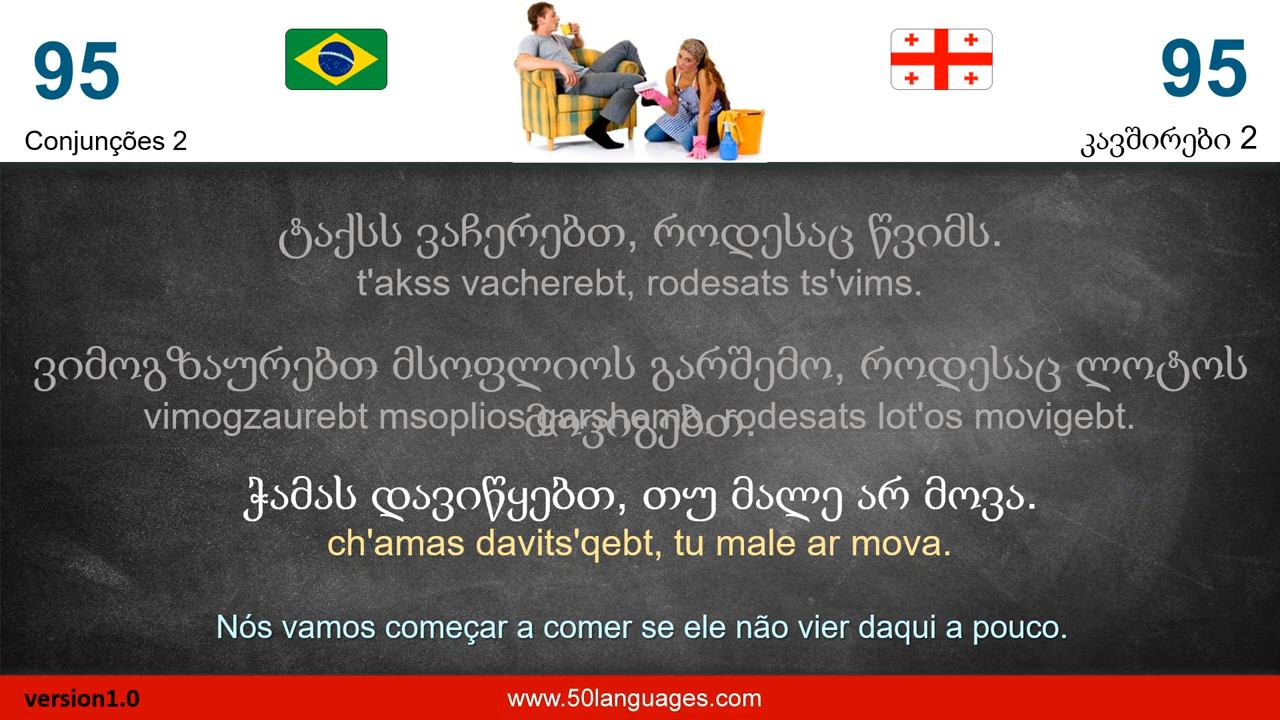 95
95
Conjunções 2
კავშირები 2
ტაქსს ვაჩერებთ, როდესაც წვიმს.
t'akss vacherebt, rodesats ts'vims.
ვიმოგზაურებთ მსოფლიოს გარშემო, როდესაც ლოტოს
მოვიგებთ.
vimogzaurebt msoplios garshemo, rodesats lot'os movigebt.
ჭამას დავიწყებთ, თუ მალე არ მოვა.
ch'amas davits'qebt, tu male ar mova.
Nós vamos começar a comer se ele não vier daqui a pouco.
version1.0
www.50languages.com